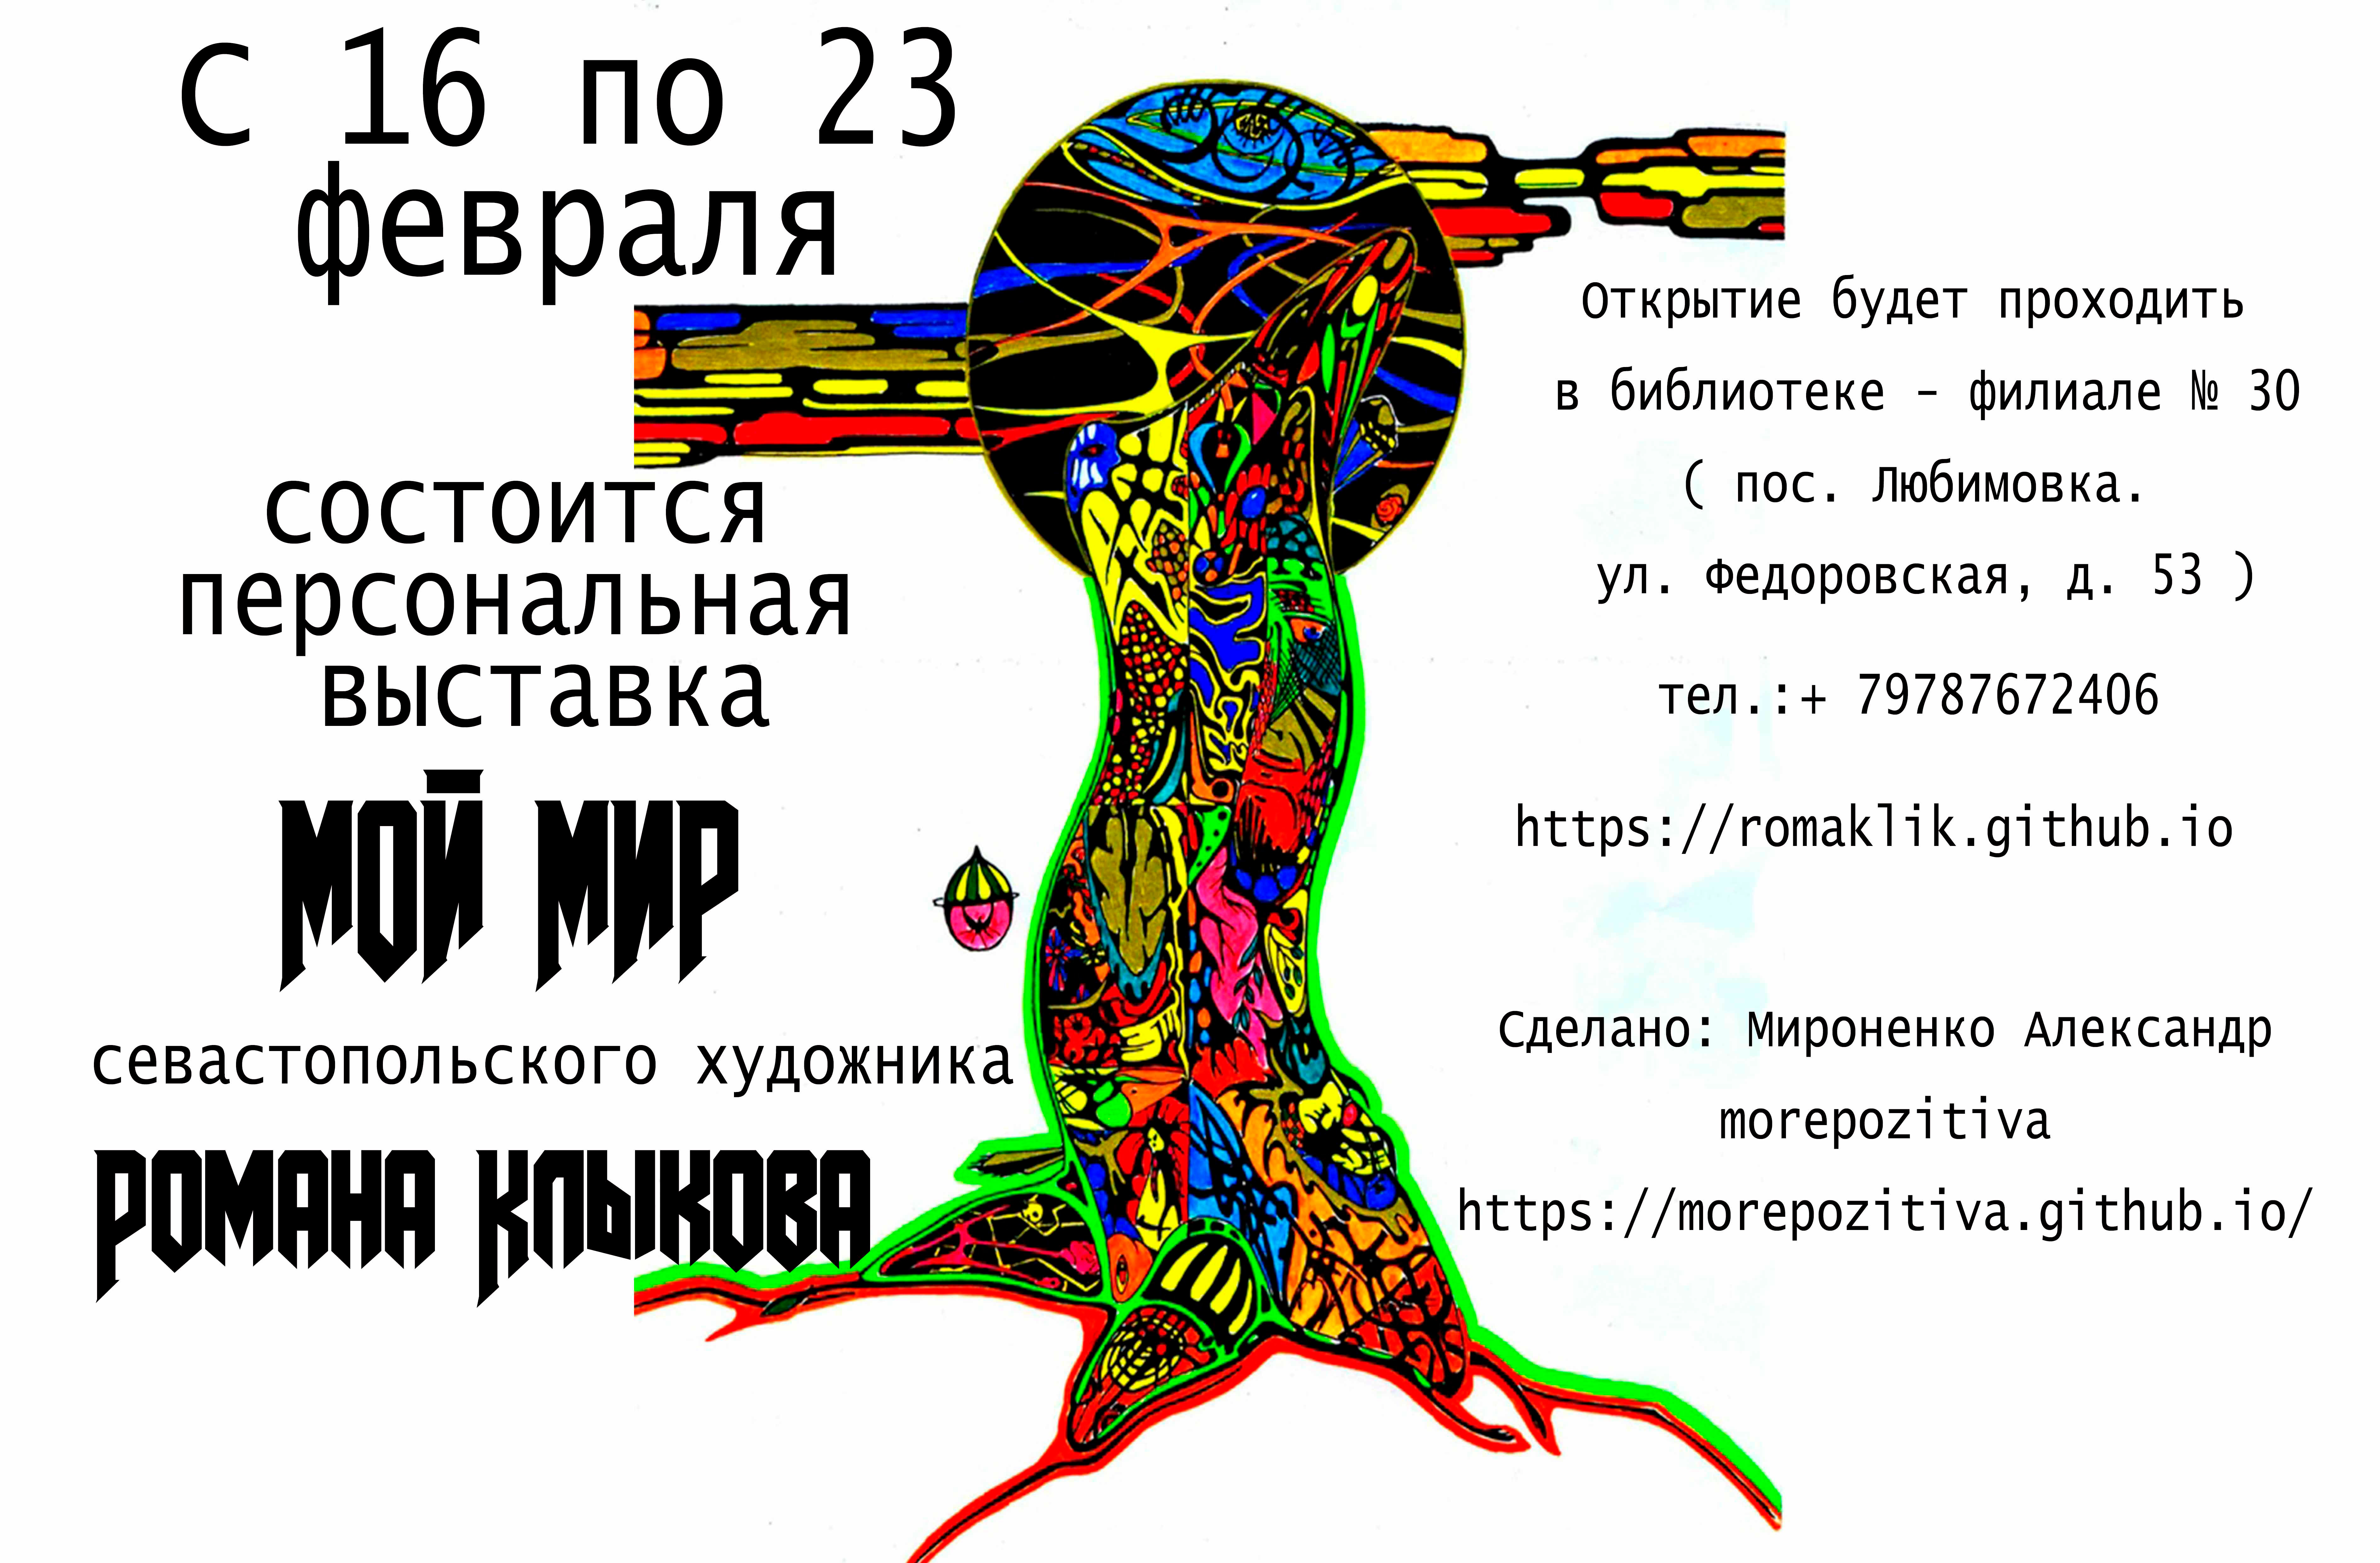 С 16 по 23
февраля
состоится
персональная
выставка
МОЙ МИР
севастопольского художника
РОМАНА КЛЫКОВА
Открытие будет проходить
в библиотеке - филиале № 30
( пос. Любимовка.
ул. Федоровская, д. 53 )
тел.:+ 79787672406
https://romaklik.github.io
Сделано: Мироненко Александр
morepozitiva
https://morepozitiva.github.io/